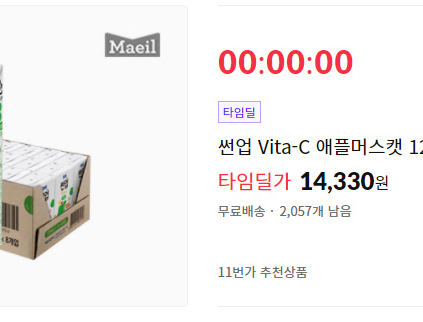 Maeil
00:00:00
타임딜
썬업 Vita-C 애플머스캣 12
타임딜가 14,330원
무료배송 · 2,057개 남음
11번가 추천상품
썬업